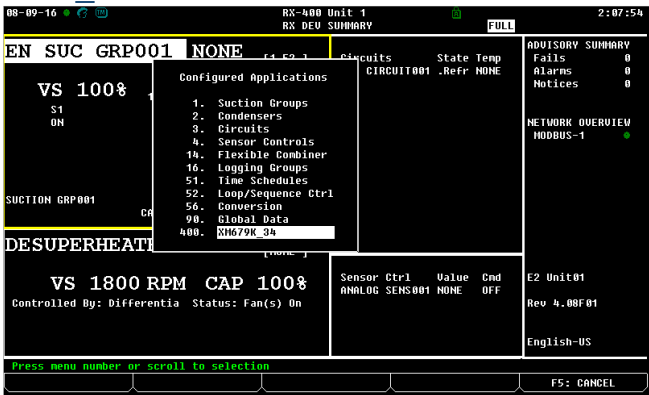 08-09-16 RX-400 Unit 1 2:07:54
RX DEV SUMMARY FULL
EN SUC GRP001 NONE
VS 100%
S1
ON
SUCTION GRP001
Configured Applications
1. Suction Groups
2. Condensers
3. Circuits
4. Sensor Controls
14. Flexible Combiner
16. Logging Groups
51. Time Schedules
52. Loop/Sequence Ctrl
56. Conversion
90. Global Data
400. XM679K_34
Circuits State Temp
CIRCUIT001 .Refr NONE
ADVISORY SUMMARY
Fails 0
Alarms 0
Notices 0
NETWORK OVERVIEW
MODBUS-1
DESUPERHEAT
VS 1800 RPM CAP 100%
Controlled By: Differentia Status: Fan(s) On
Sensor Ctrl Value Cmd
ANALOG SENS001 NONE OFF
E2 Unit01
Rev 4.08F01
English-US
Press menu number or scroll to selection
F5: CANCEL